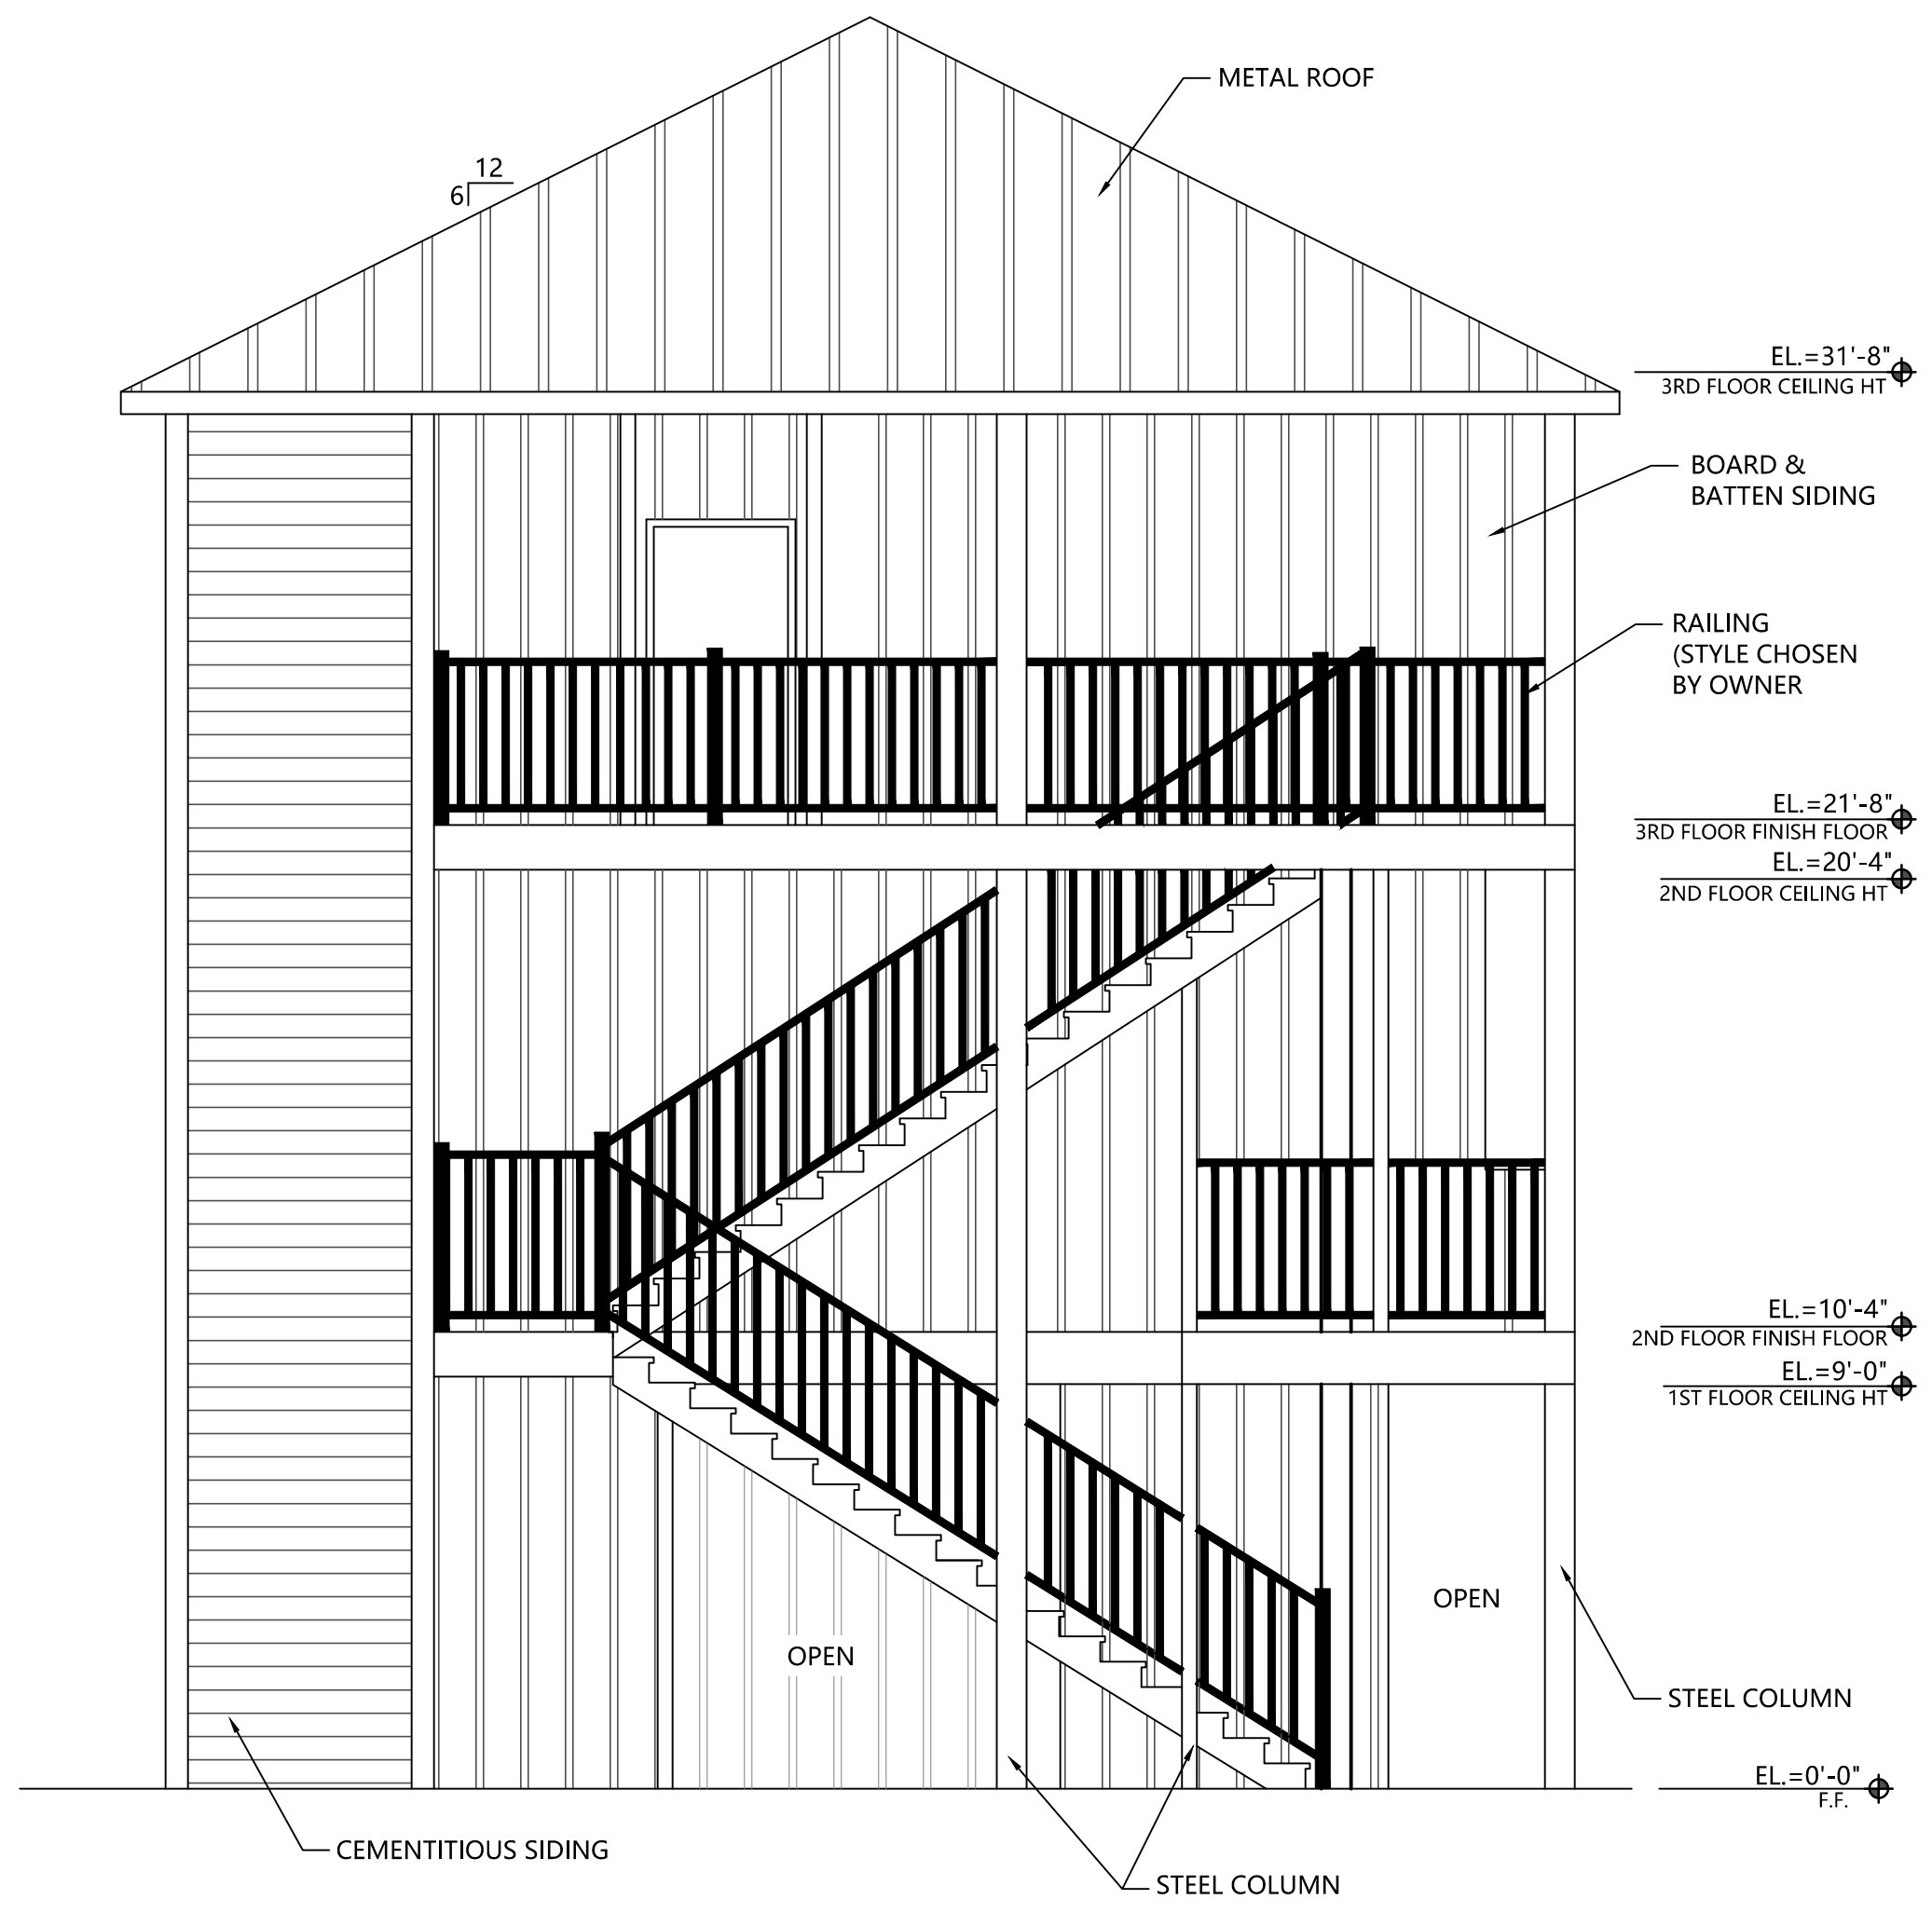 METAL ROOF
12
6
EL.=31'-8"
3RD FLOOR CEILING HT
BOARD &
BATTEN SIDING
RAILING
(STYLE CHOSEN
BY OWNER
EL.=21'-8"
3RD FLOOR FINISH FLOOR
EL.=20'-4"
2ND FLOOR CEILING HT
EL.=10'-4"
2ND FLOOR FINISH FLOOR
EL.=9'-0"
1ST FLOOR CEILING HT
OPEN
OPEN
STEEL COLUMN
EL.=0'-0"
F.F.
CEMENTITIOUS SIDING
STEEL COLUMN